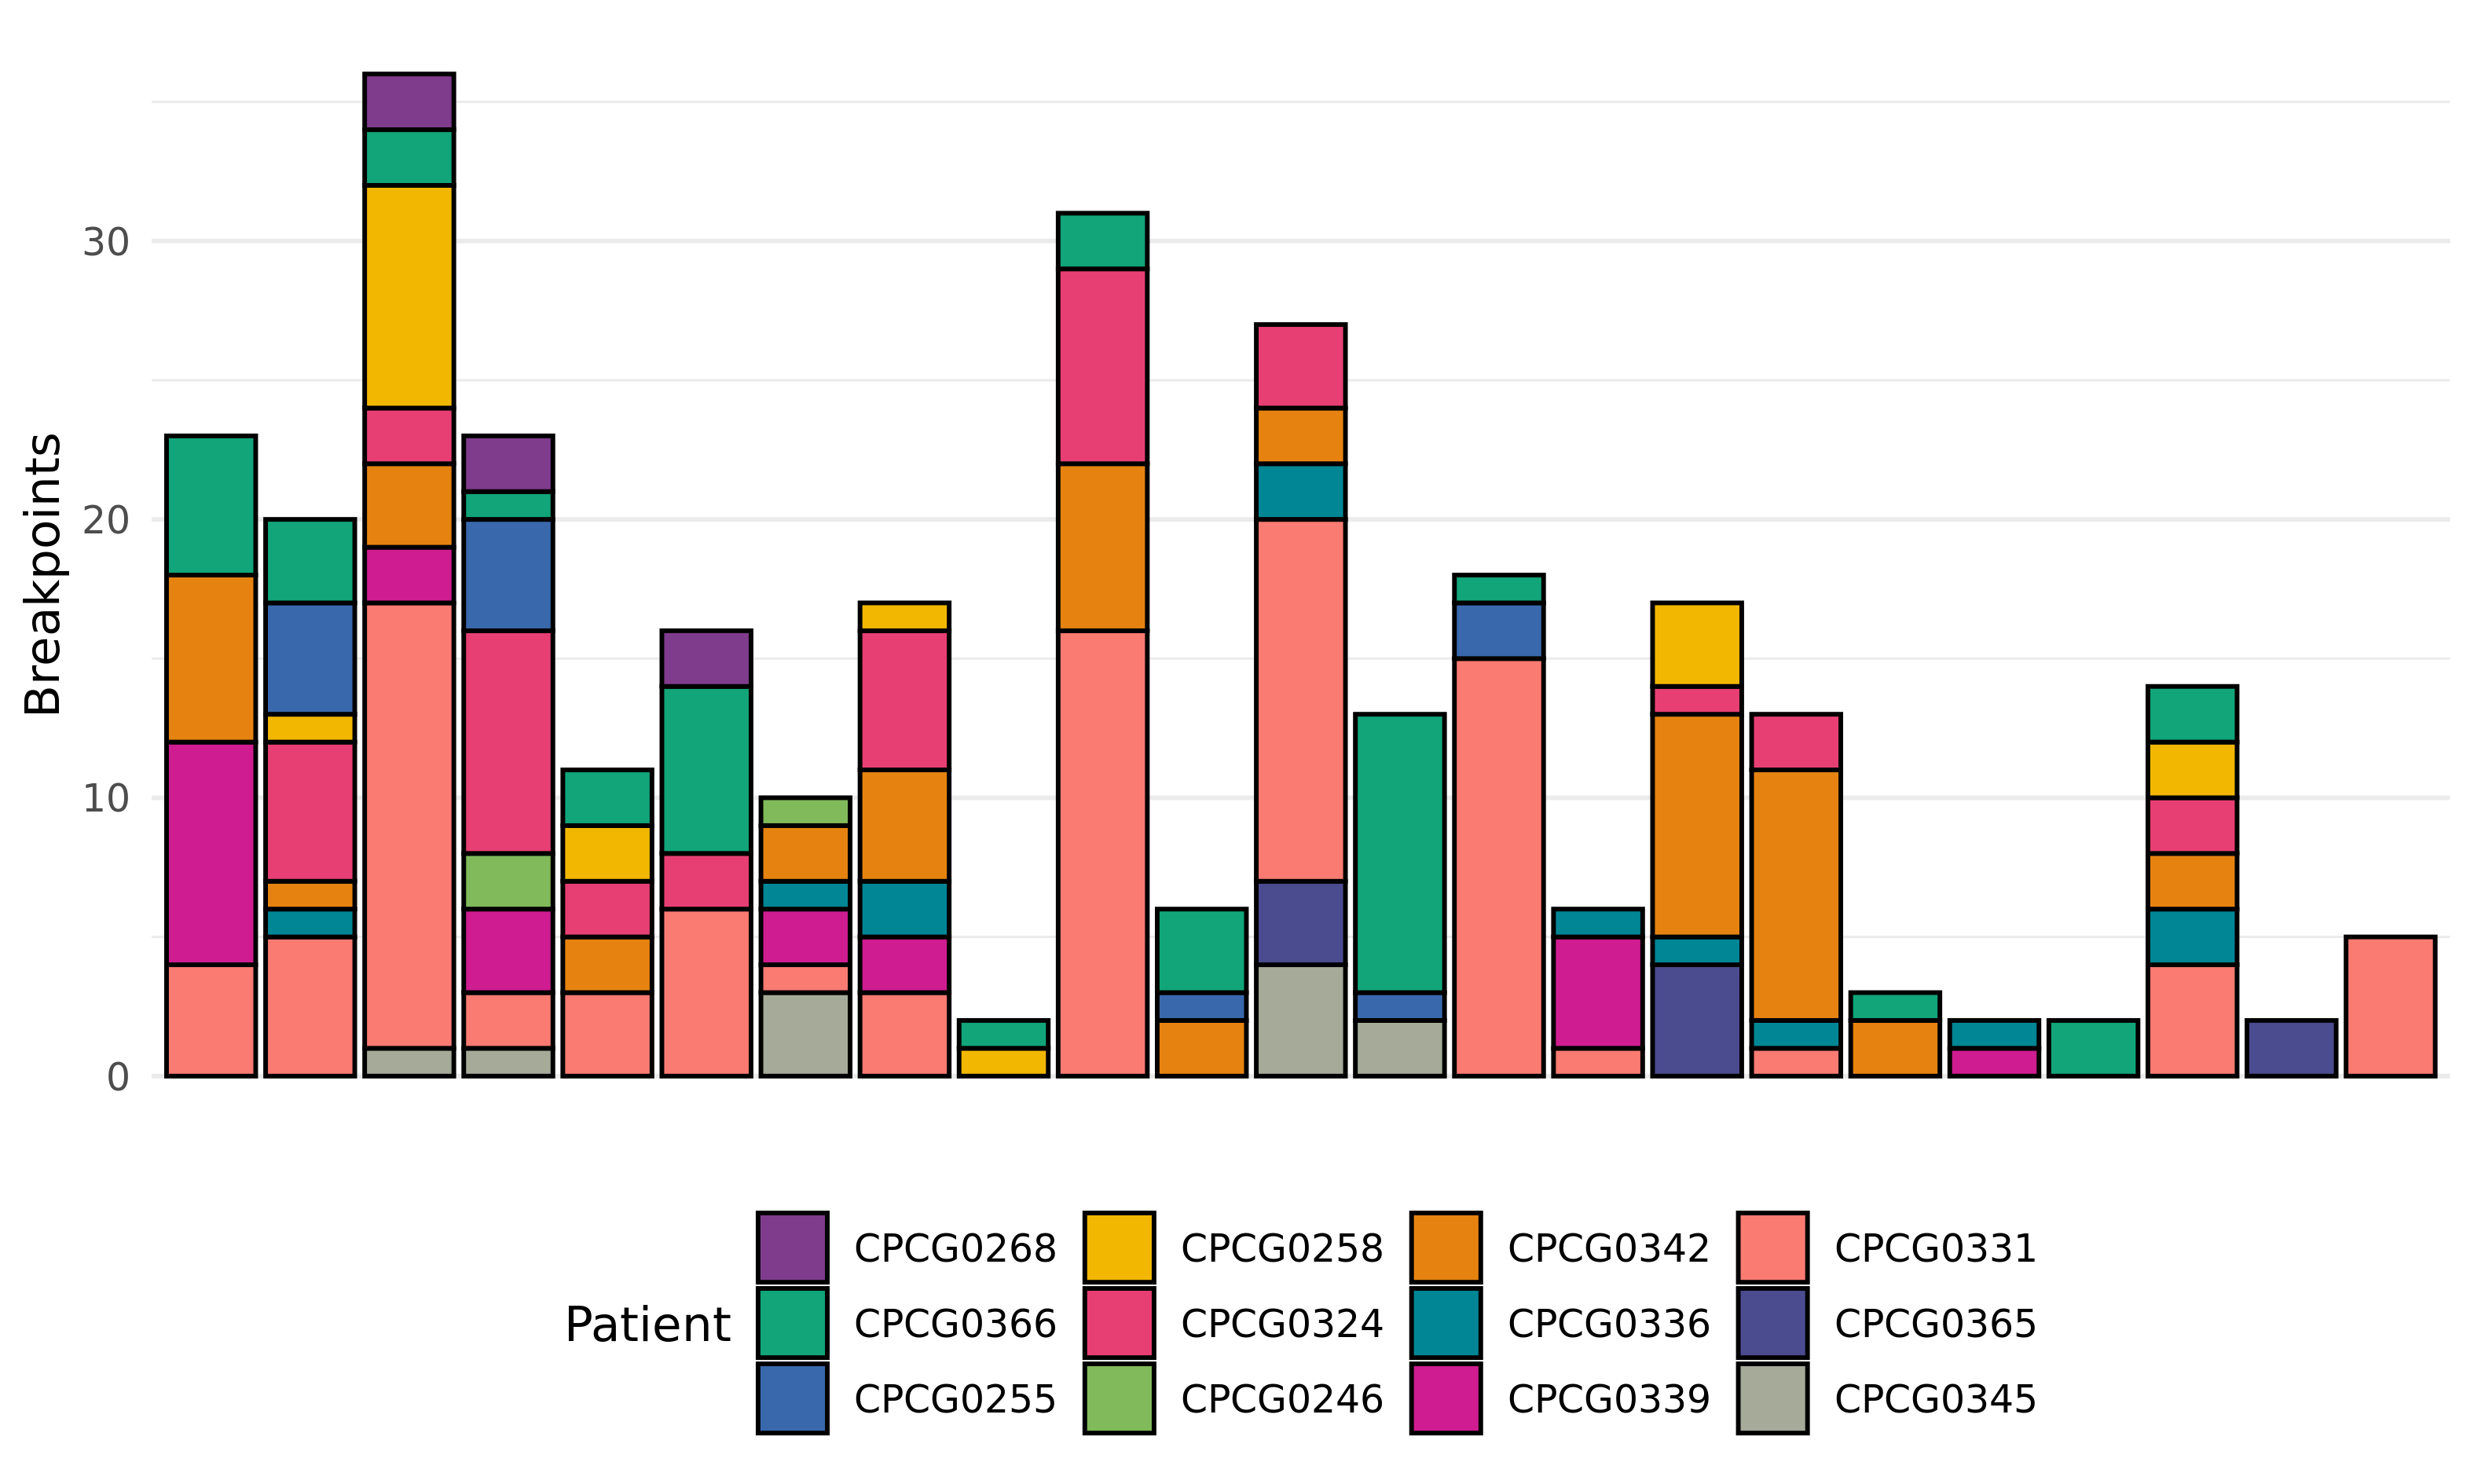 Breakpoints
30
20
10
0
Patient
CPCG0268 CPCG0258 CPCG0342 CPCG0331
CPCG0366 CPCG0324 CPCG0336 CPCG0365
CPCG0255 CPCG0246 CPCG0339 CPCG0345